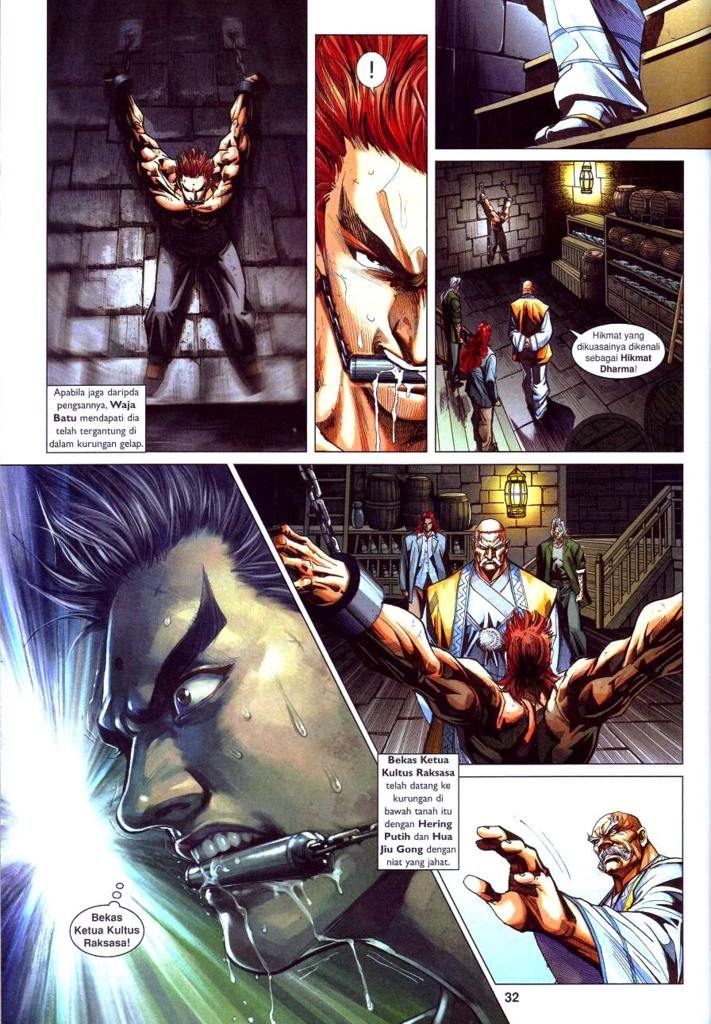 Apabila jaga daripda
pengsannya, Waja
Batu mendapati dia
telah tergantung di
dalam kurungan gelap.
!
Hikmat yang
dikuasainya dikenali
sebagai Hikmat
Dharma!
Bekas Ketua
Kultus Raksasa
telah datang ke
kurungan di
bawah tanah itu
dengan Hering
Putih dan Hua
Jiu Gong dengan
niat yang jahat.
Bekas
Ketua Kultus
Raksasa!
32